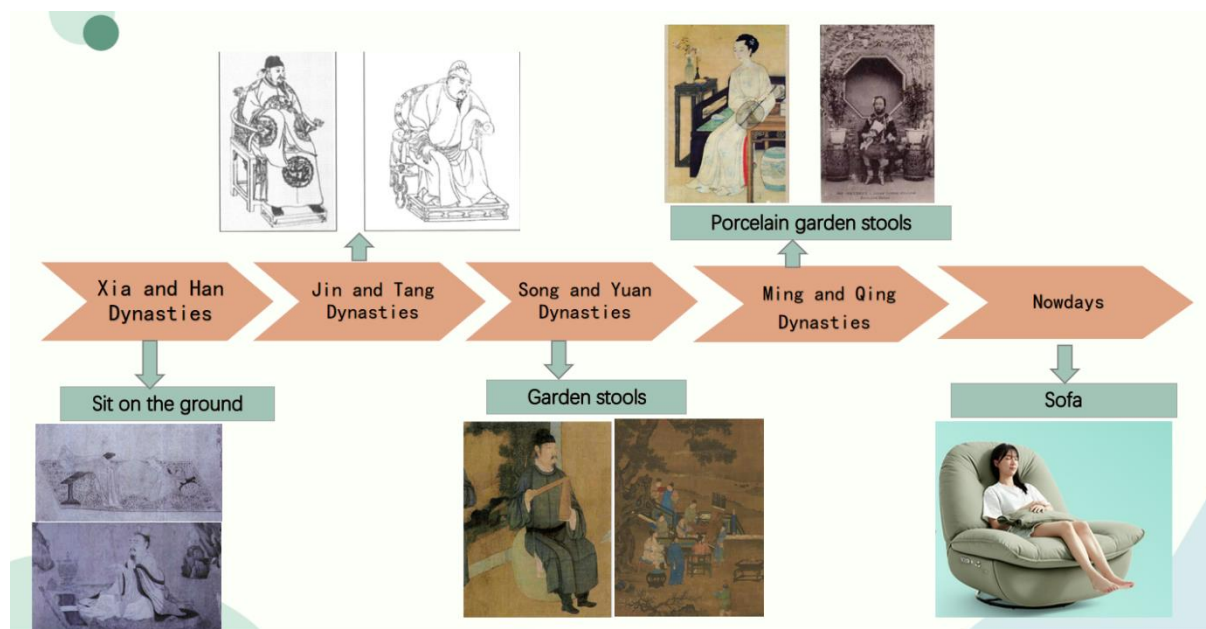 Porcelain garden stools
Xia and Han
Dynasties
Jin and Tang
Dynasties
Song and Yuan
Dynasties
Ming and Qing
Dynasties
Nowdays
Sit on the ground
Garden stools
Sofa